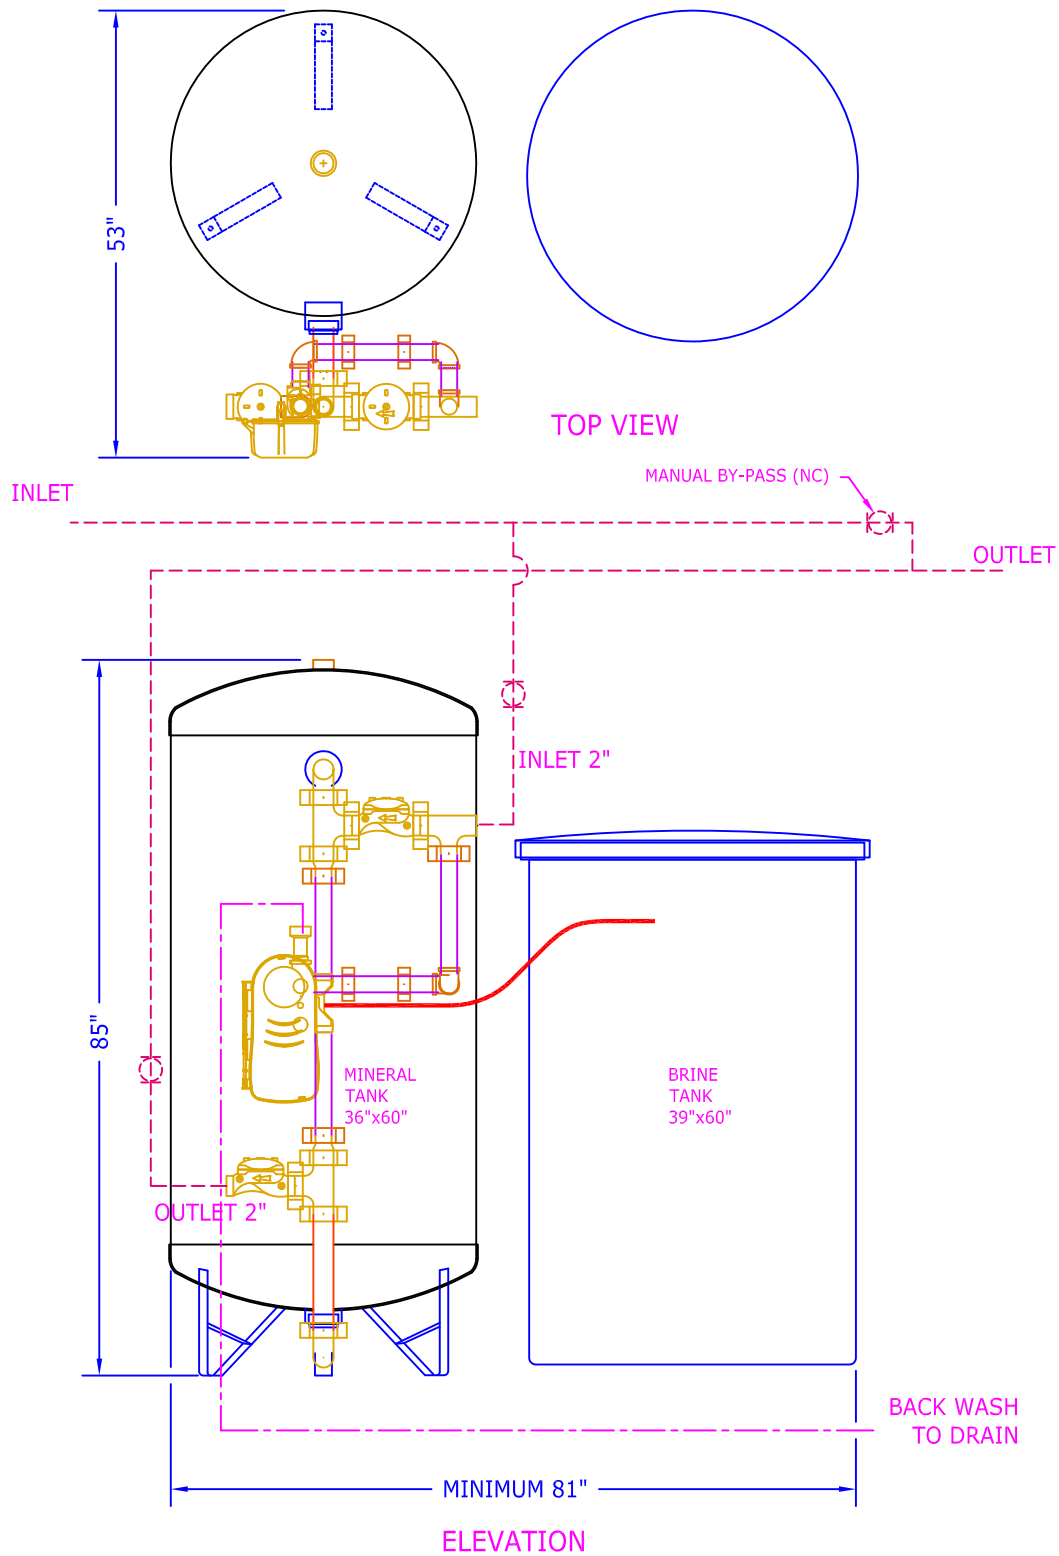 53"
TOP VIEW
MANUAL BY-PASS (NC)
INLET
OUTLET
INLET 2"
85"
MINERAL
TANK
36"x60"
BRINE
TANK
39"x60"
OUTLET 2"
BACK WASH
TO DRAIN
MINIMUM 81"
ELEVATION